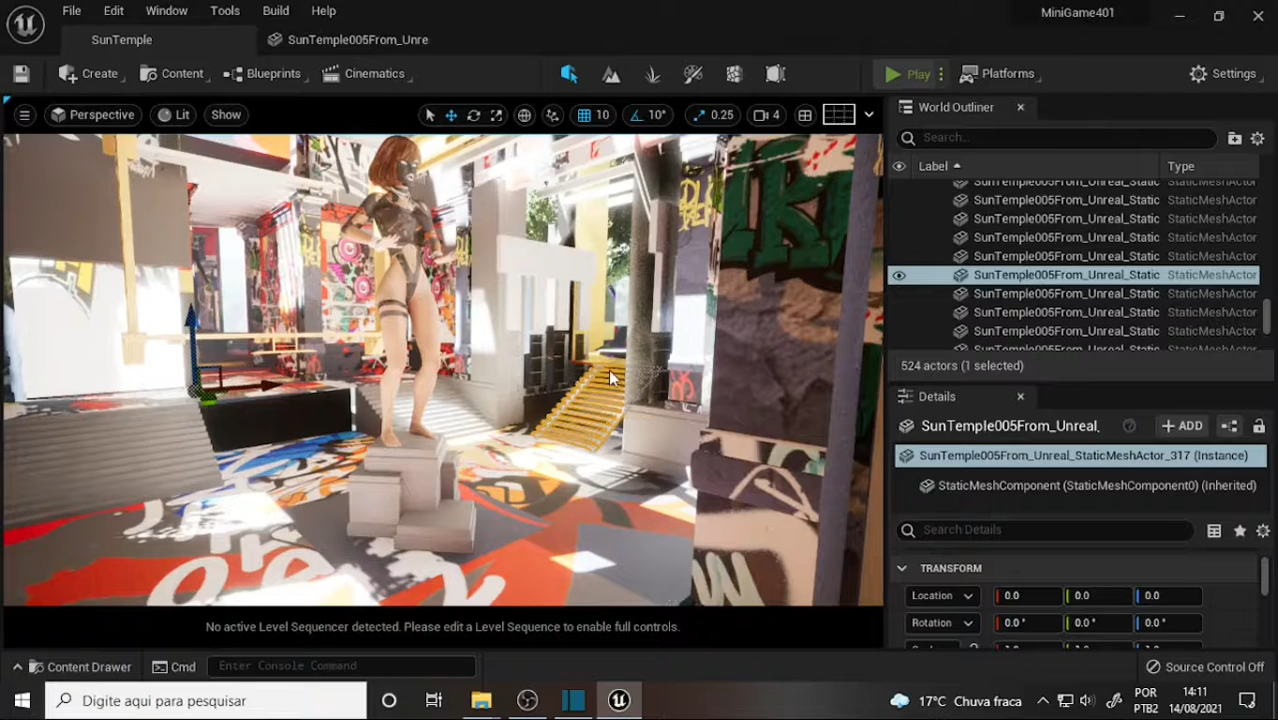 File Edit Window Tools Build Help
MiniGame401
SunTemple
SunTemple005From_Unre
Create
Content
Blueprints
Cinematics
Play
Platforms
Settings
Perspective
Lit
Show
10
10°
0.25
4
World Outliner
Search...
Label
Type
SunTemple005From_Unreal_Static StaticMeshActor
SunTemple005From_Unreal_Static StaticMeshActor
SunTemple005From_Unreal_Static StaticMeshActor
SunTemple005From_Unreal_Static StaticMeshActor
SunTemple005From_Unreal_Static StaticMeshActor
SunTemple005From_Unreal_Static StaticMeshActor
SunTemple005From_Unreal_Static StaticMeshActor
SunTemple005From_Unreal_Static StaticMeshActor
SunTemple005From_Unreal_Static StaticMeshActor
SunTemple005From_Unreal_Static StaticMeshActor
524 actors (1 selected)
Details
SunTemple005From_Unreal_
ADD
SunTemple005From_Unreal_StaticMeshActor_317 (Instance)
StaticMeshComponent (StaticMeshComponent0) (Inherited)
Search Details
TRANSFORM
Location 0.0 0.0 0.0
Rotation 0.0° 0.0° 0.0°
No active Level Sequencer detected. Please edit a Level Sequence to enable full controls.
Content Drawer
Cmd
Enter Console Command
Source Control Off
Digite aqui para pesquisar
17°C Chuva fraca
POR
PTB2
14:11
14/08/2021